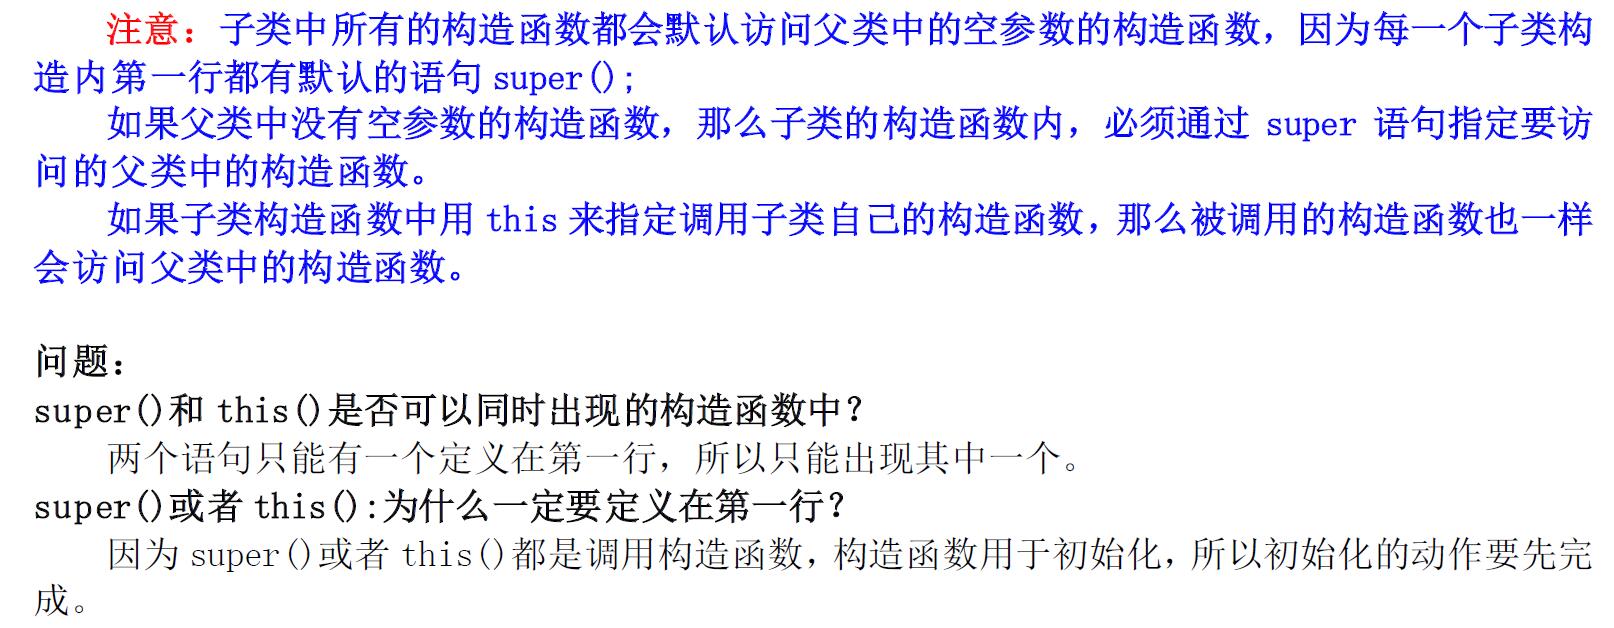 注意：子类中所有的构造函数都会默认访问父类中的空参数的构造函数，因为每一个子类构
造内第一行都有默认的语句 super();
如果父类中没有空参数的构造函数，那么子类的构造函数内，必须通过 super 语句指定要访
问的父类中的构造函数。
如果子类构造函数中用 this 来指定调用子类自己的构造函数，那么被调用的构造函数也一样
会访问父类中的构造函数。
问题：
super()和 this()是否可以同时出现的构造函数中？
两个语句只能有一个定义在第一行，所以只能出现其中一个。
super()或者 this():为什么一定要定义在第一行？
因为 super()或者 this()都是调用构造函数，构造函数用于初始化，所以初始化的动作要先完
成。